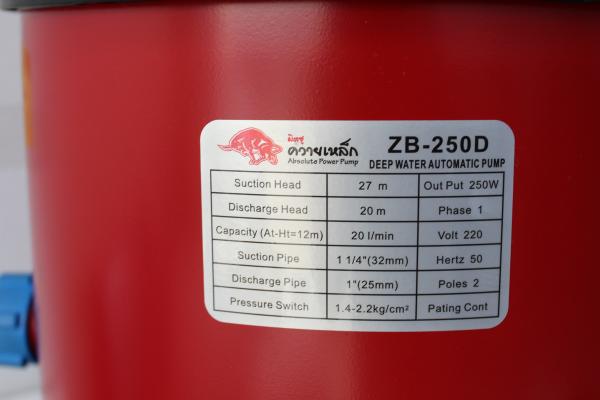 มิตซู
ควายเหล็ก
Absolute Power Pump
ZB-250D
DEEP WATER AUTOMATIC PUMP
Suction Head 27 m Out Put 250W
Discharge Head 20 m Phase 1
Capacity (At-Ht=12m) 20 l/min Volt 220
Suction Pipe 1 1/4"(32mm) Hertz 50
Discharge Pipe 1"(25mm) Poles 2
Pressure Switch 1.4-2.2kg/cm² Pating Cont